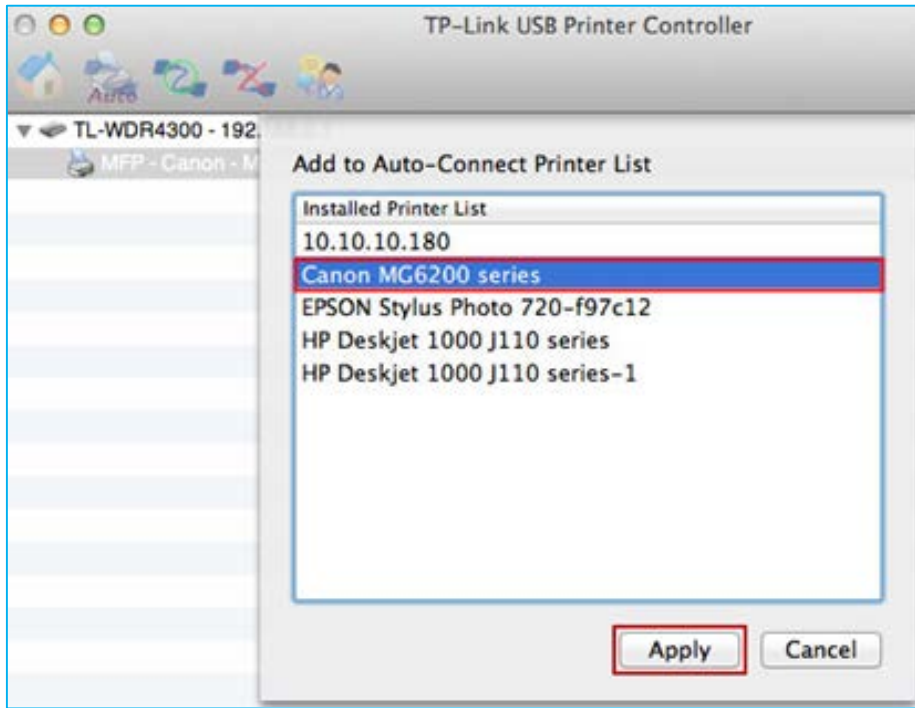 TP-Link USB Printer Controller
Auto
TL-WDR4300 - 192.
MFP - Canon - M
Add to Auto-Connect Printer List
Installed Printer List
10.10.10.180
Canon MG6200 series
EPSON Stylus Photo 720-f97c12
HP Deskjet 1000 J110 series
HP Deskjet 1000 J110 series-1
Apply
Cancel